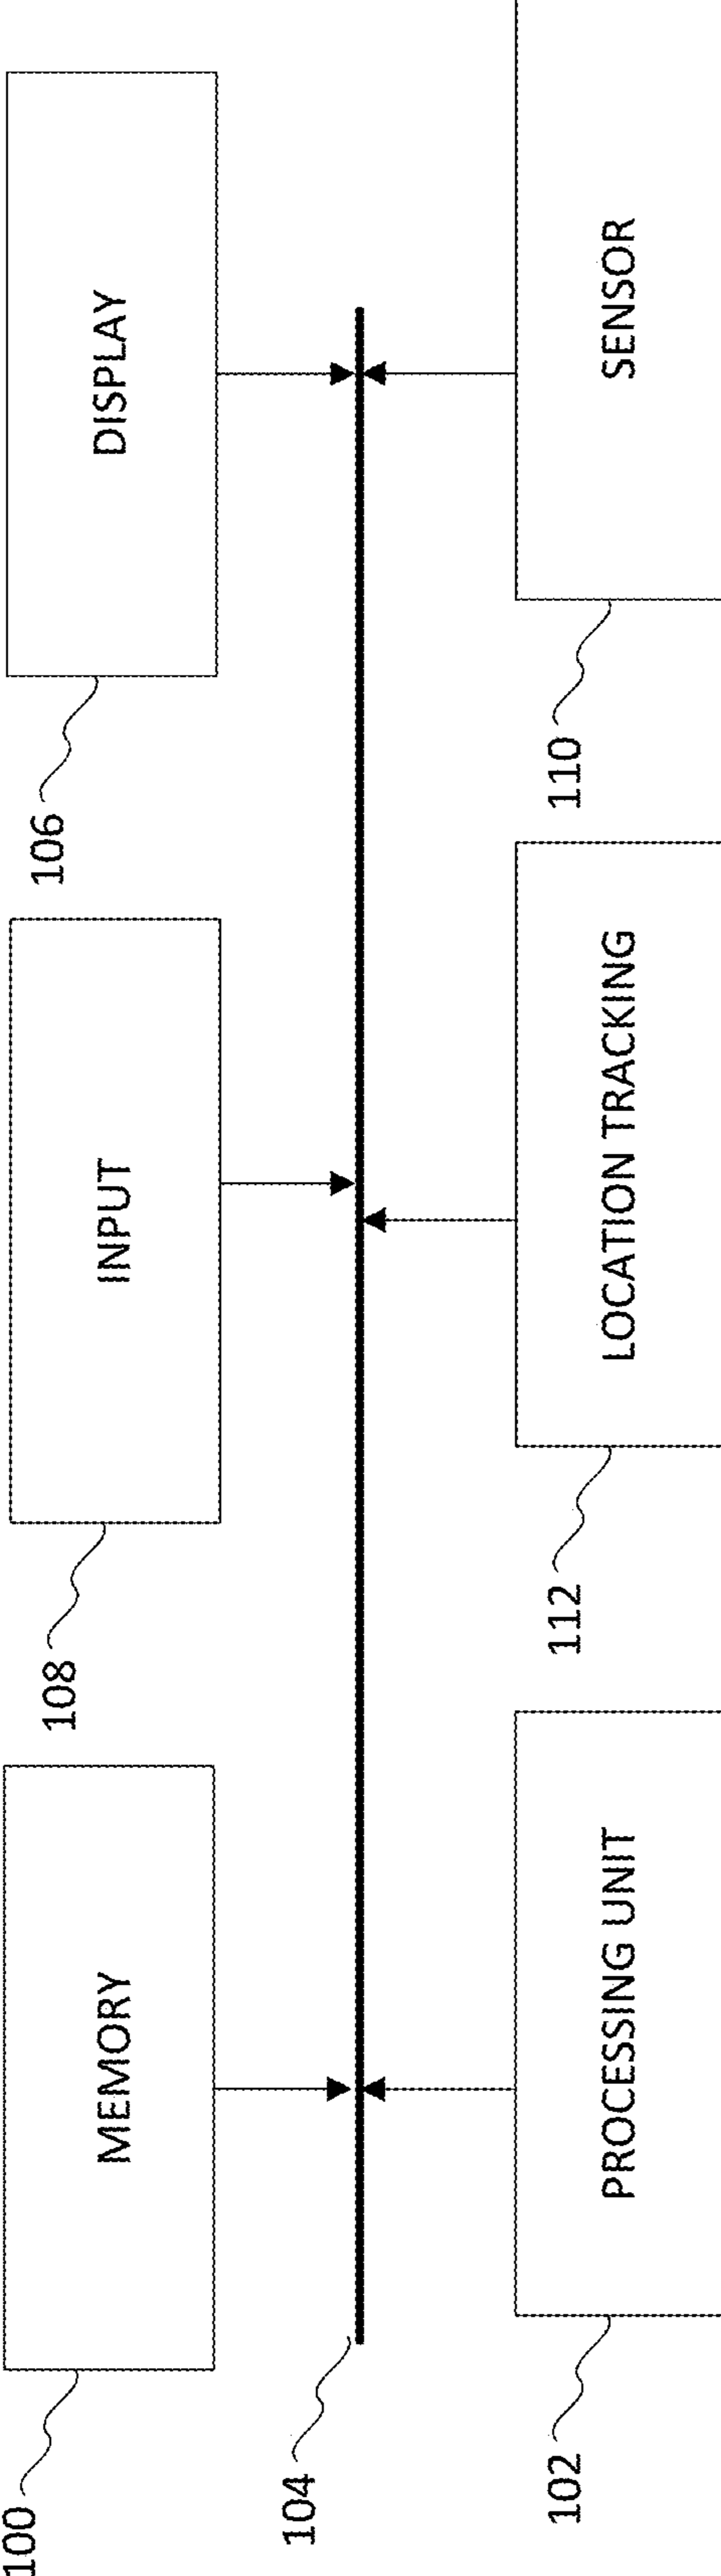 100
MEMORY
108
INPUT
106
DISPLAY
104
102
PROCESSING UNIT
112
LOCATION TRACKING
110
SENSOR